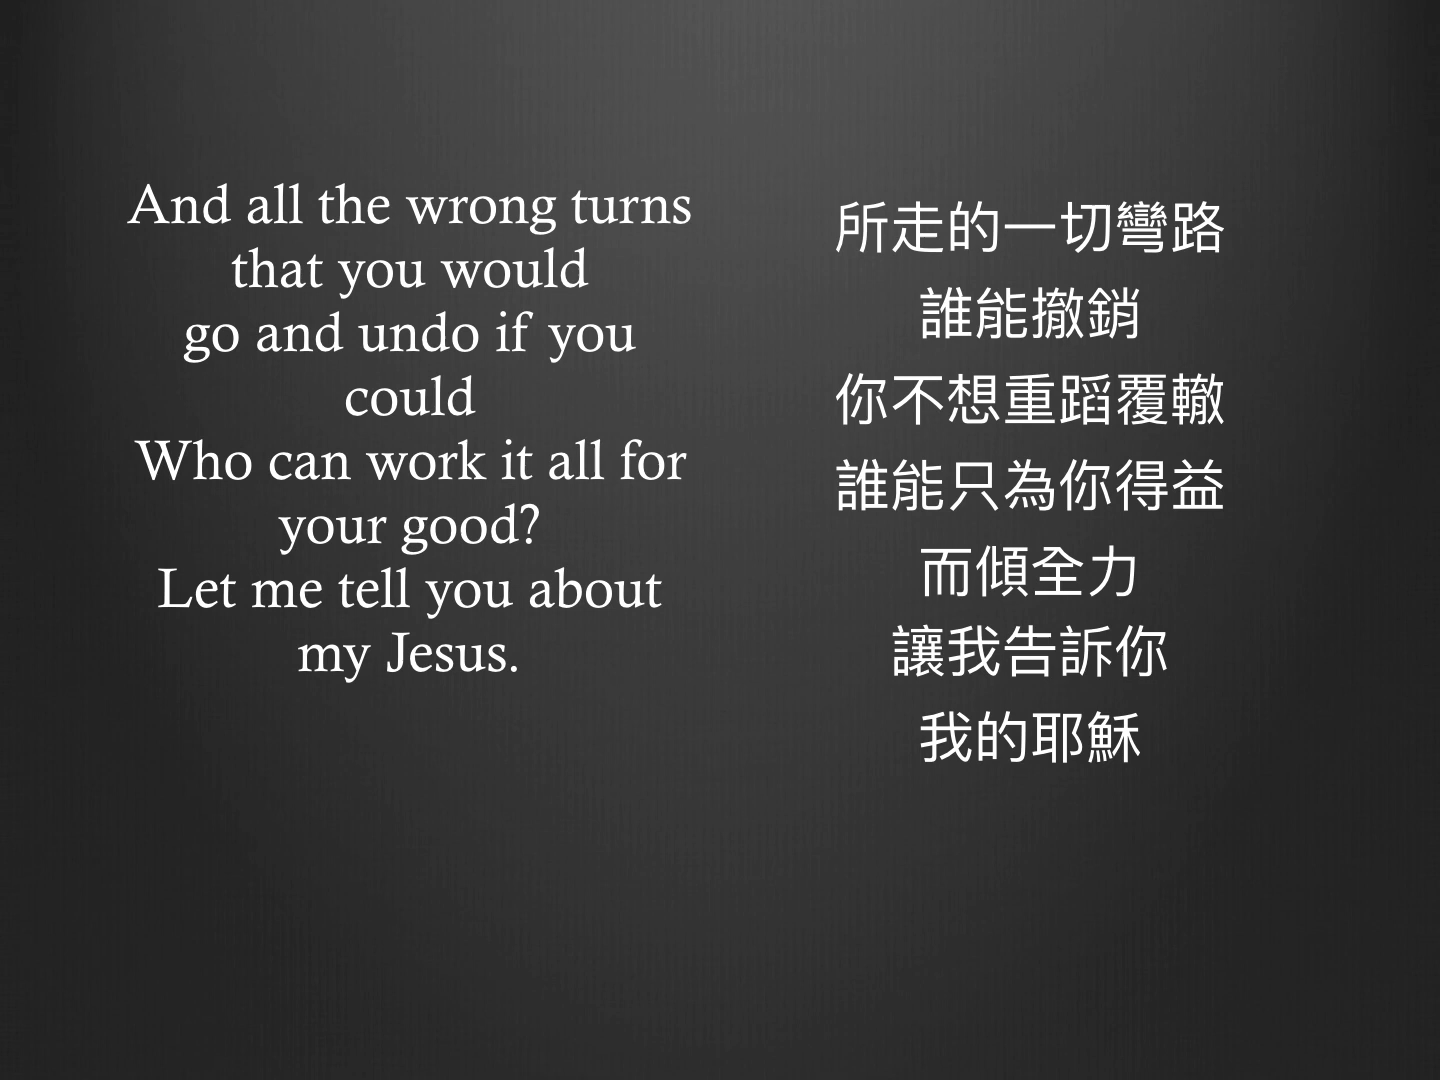 And all the wrong turns
that you would
go and undo if you
could
Who can work it all for
your good?
Let me tell you about
my Jesus.
所走的一切彎路
誰能撤銷
你不想重蹈覆轍
誰能只為你得益
而傾全力
讓我告訴你
我的耶穌